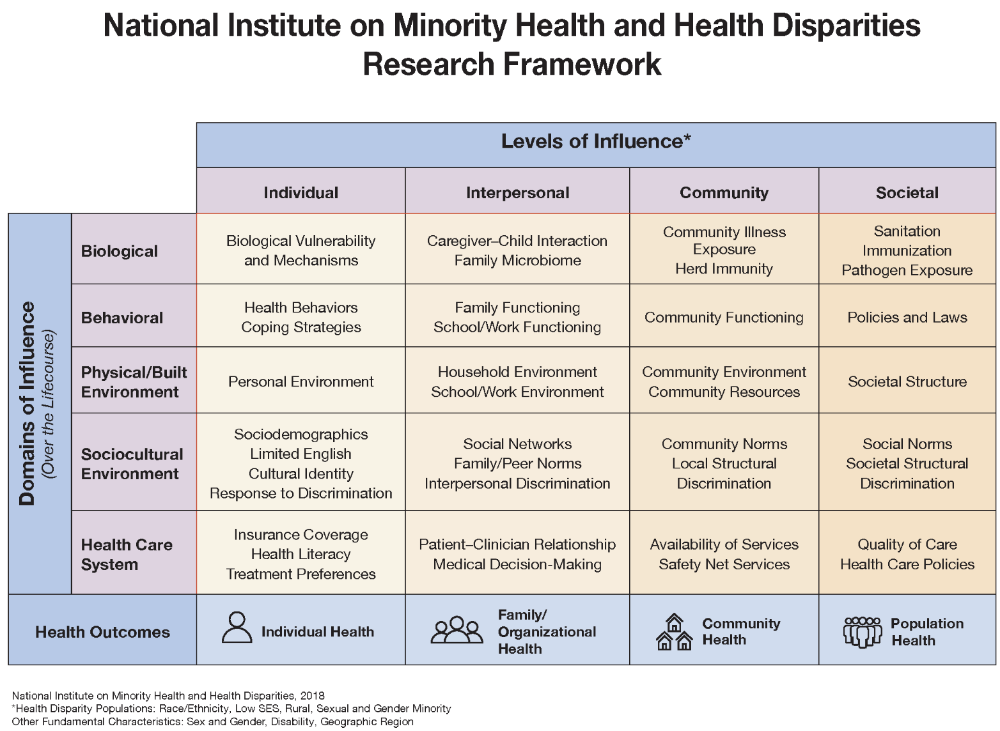 National Institute on Minority Health and Health Disparities
Research Framework
Levels of Influence*
Individual
Interpersonal
Community
Societal
Domains of Influence
(Over the Lifecourse)
Biological
Biological Vulnerability
and Mechanisms
Caregiver–Child Interaction
Family Microbiome
Community Illness
Exposure
Herd Immunity
Sanitation
Immunization
Pathogen Exposure
Behavioral
Health Behaviors
Coping Strategies
Family Functioning
School/Work Functioning
Community Functioning
Policies and Laws
Physical/Built
Environment
Personal Environment
Household Environment
School/Work Environment
Community Environment
Community Resources
Societal Structure
Sociocultural
Environment
Sociodemographics
Limited English
Cultural Identity
Response to Discrimination
Social Networks
Family/Peer Norms
Interpersonal Discrimination
Community Norms
Local Structural
Discrimination
Social Norms
Societal Structural
Discrimination
Health Care
System
Insurance Coverage
Health Literacy
Treatment Preferences
Patient–Clinician Relationship
Medical Decision-Making
Availability of Services
Safety Net Services
Quality of Care
Health Care Policies
Health Outcomes
Individual Health
Family/
Organizational
Health
Community
Health
Population
Health
National Institute on Minority Health and Health Disparities, 2018
*Health Disparity Populations: Race/Ethnicity, Low SES, Rural, Sexual and Gender Minority
Other Fundamental Characteristics: Sex and Gender, Disability, Geographic Region